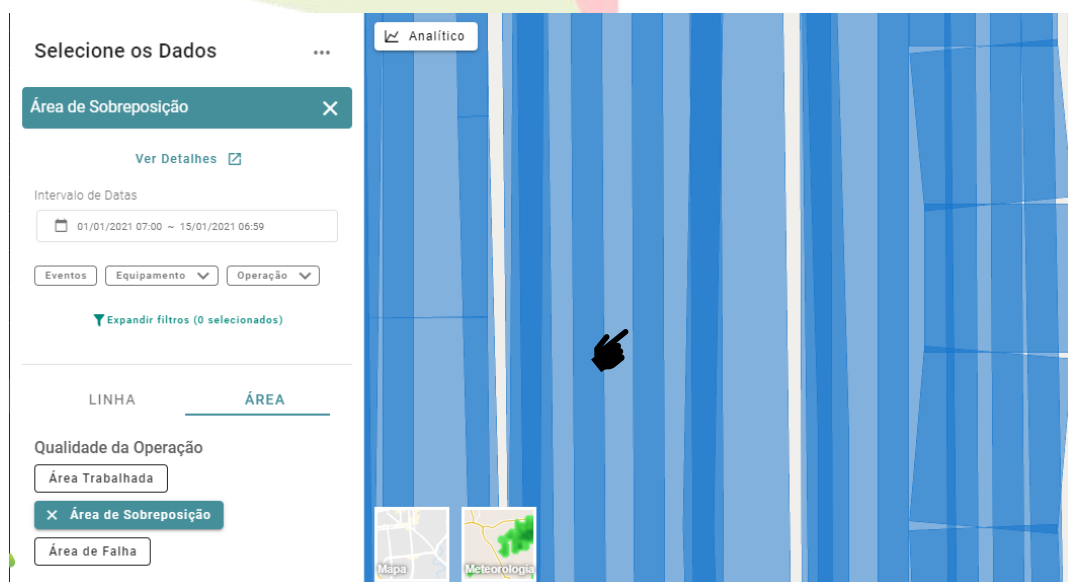 Selecione os Dados
Analítico
Área de Sobreposição
Ver Detalhes
Intervalo de Datas
01/01/2021 07:00 ~ 15/01/2021 06:59
Eventos Equipamento Operação
Expandir filtros (0 selecionados)
LINHA ÁREA
Qualidade da Operação
Área Trabalhada
Área de Sobreposição
Área de Falha
Mapa Meteorologia